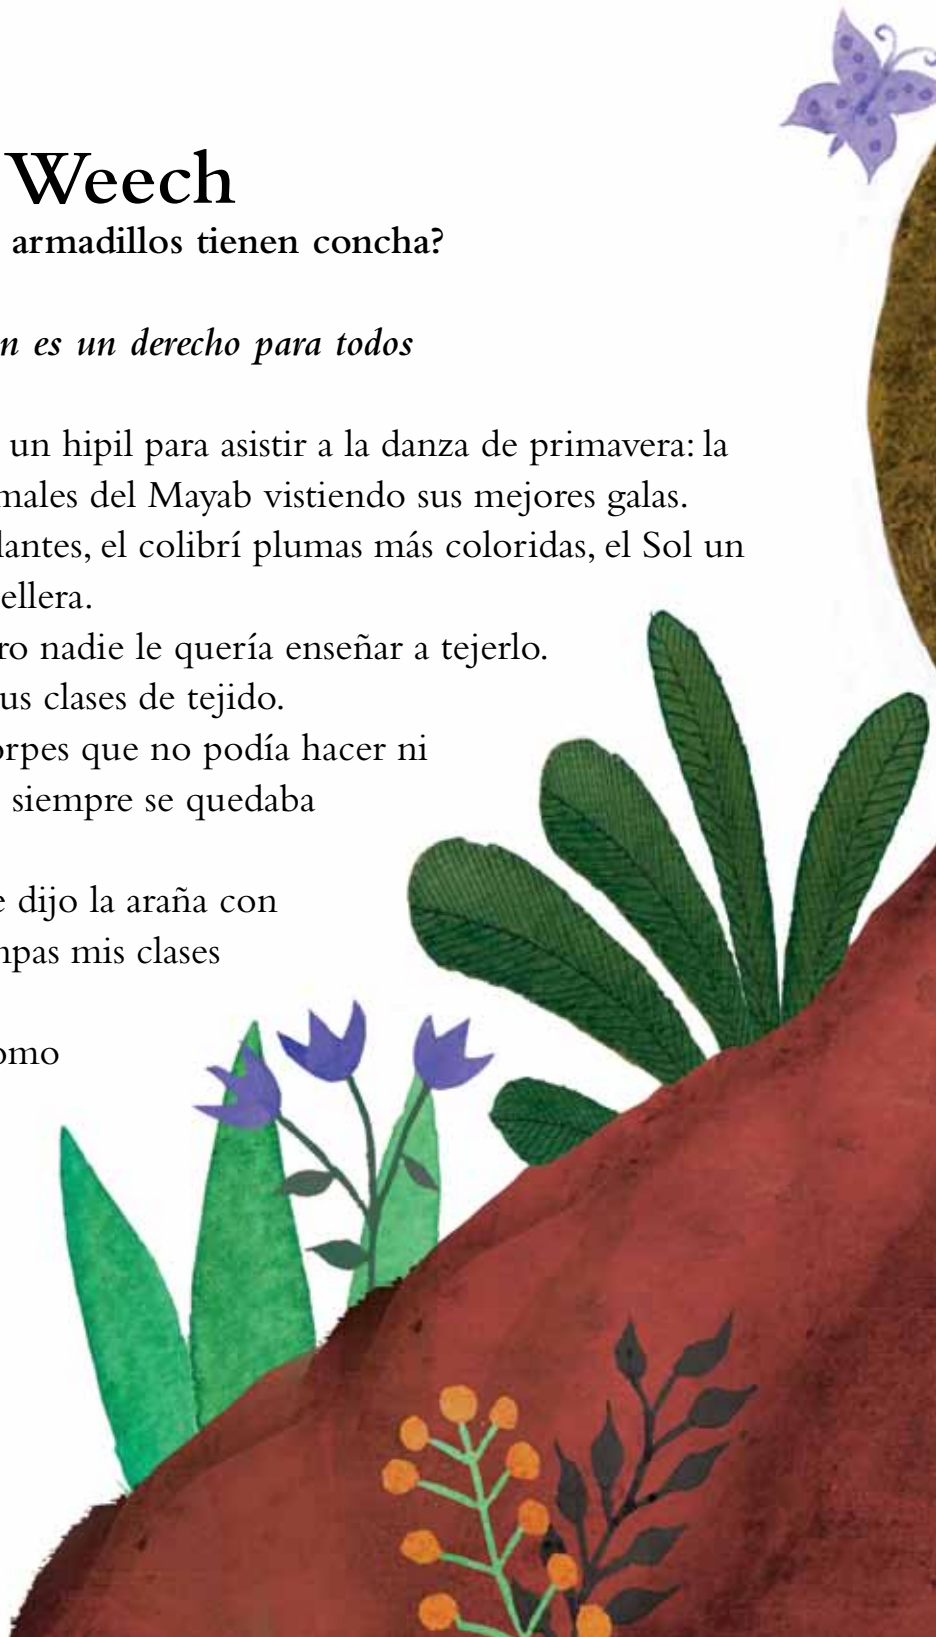 Weech
armadillos tienen concha?
n es un derecho para todos
un hipil para asistir a la danza de primavera: la
males del Mayab vistiendo sus mejores galas.
lantes, el colibrí plumas más coloridas, el Sol un
ellera.
ro nadie le quería enseñar a tejerlo.
us clases de tejido.
orpes que no podía hacer ni
siempre se quedaba
e dijo la araña con
mpas mis clases
omo